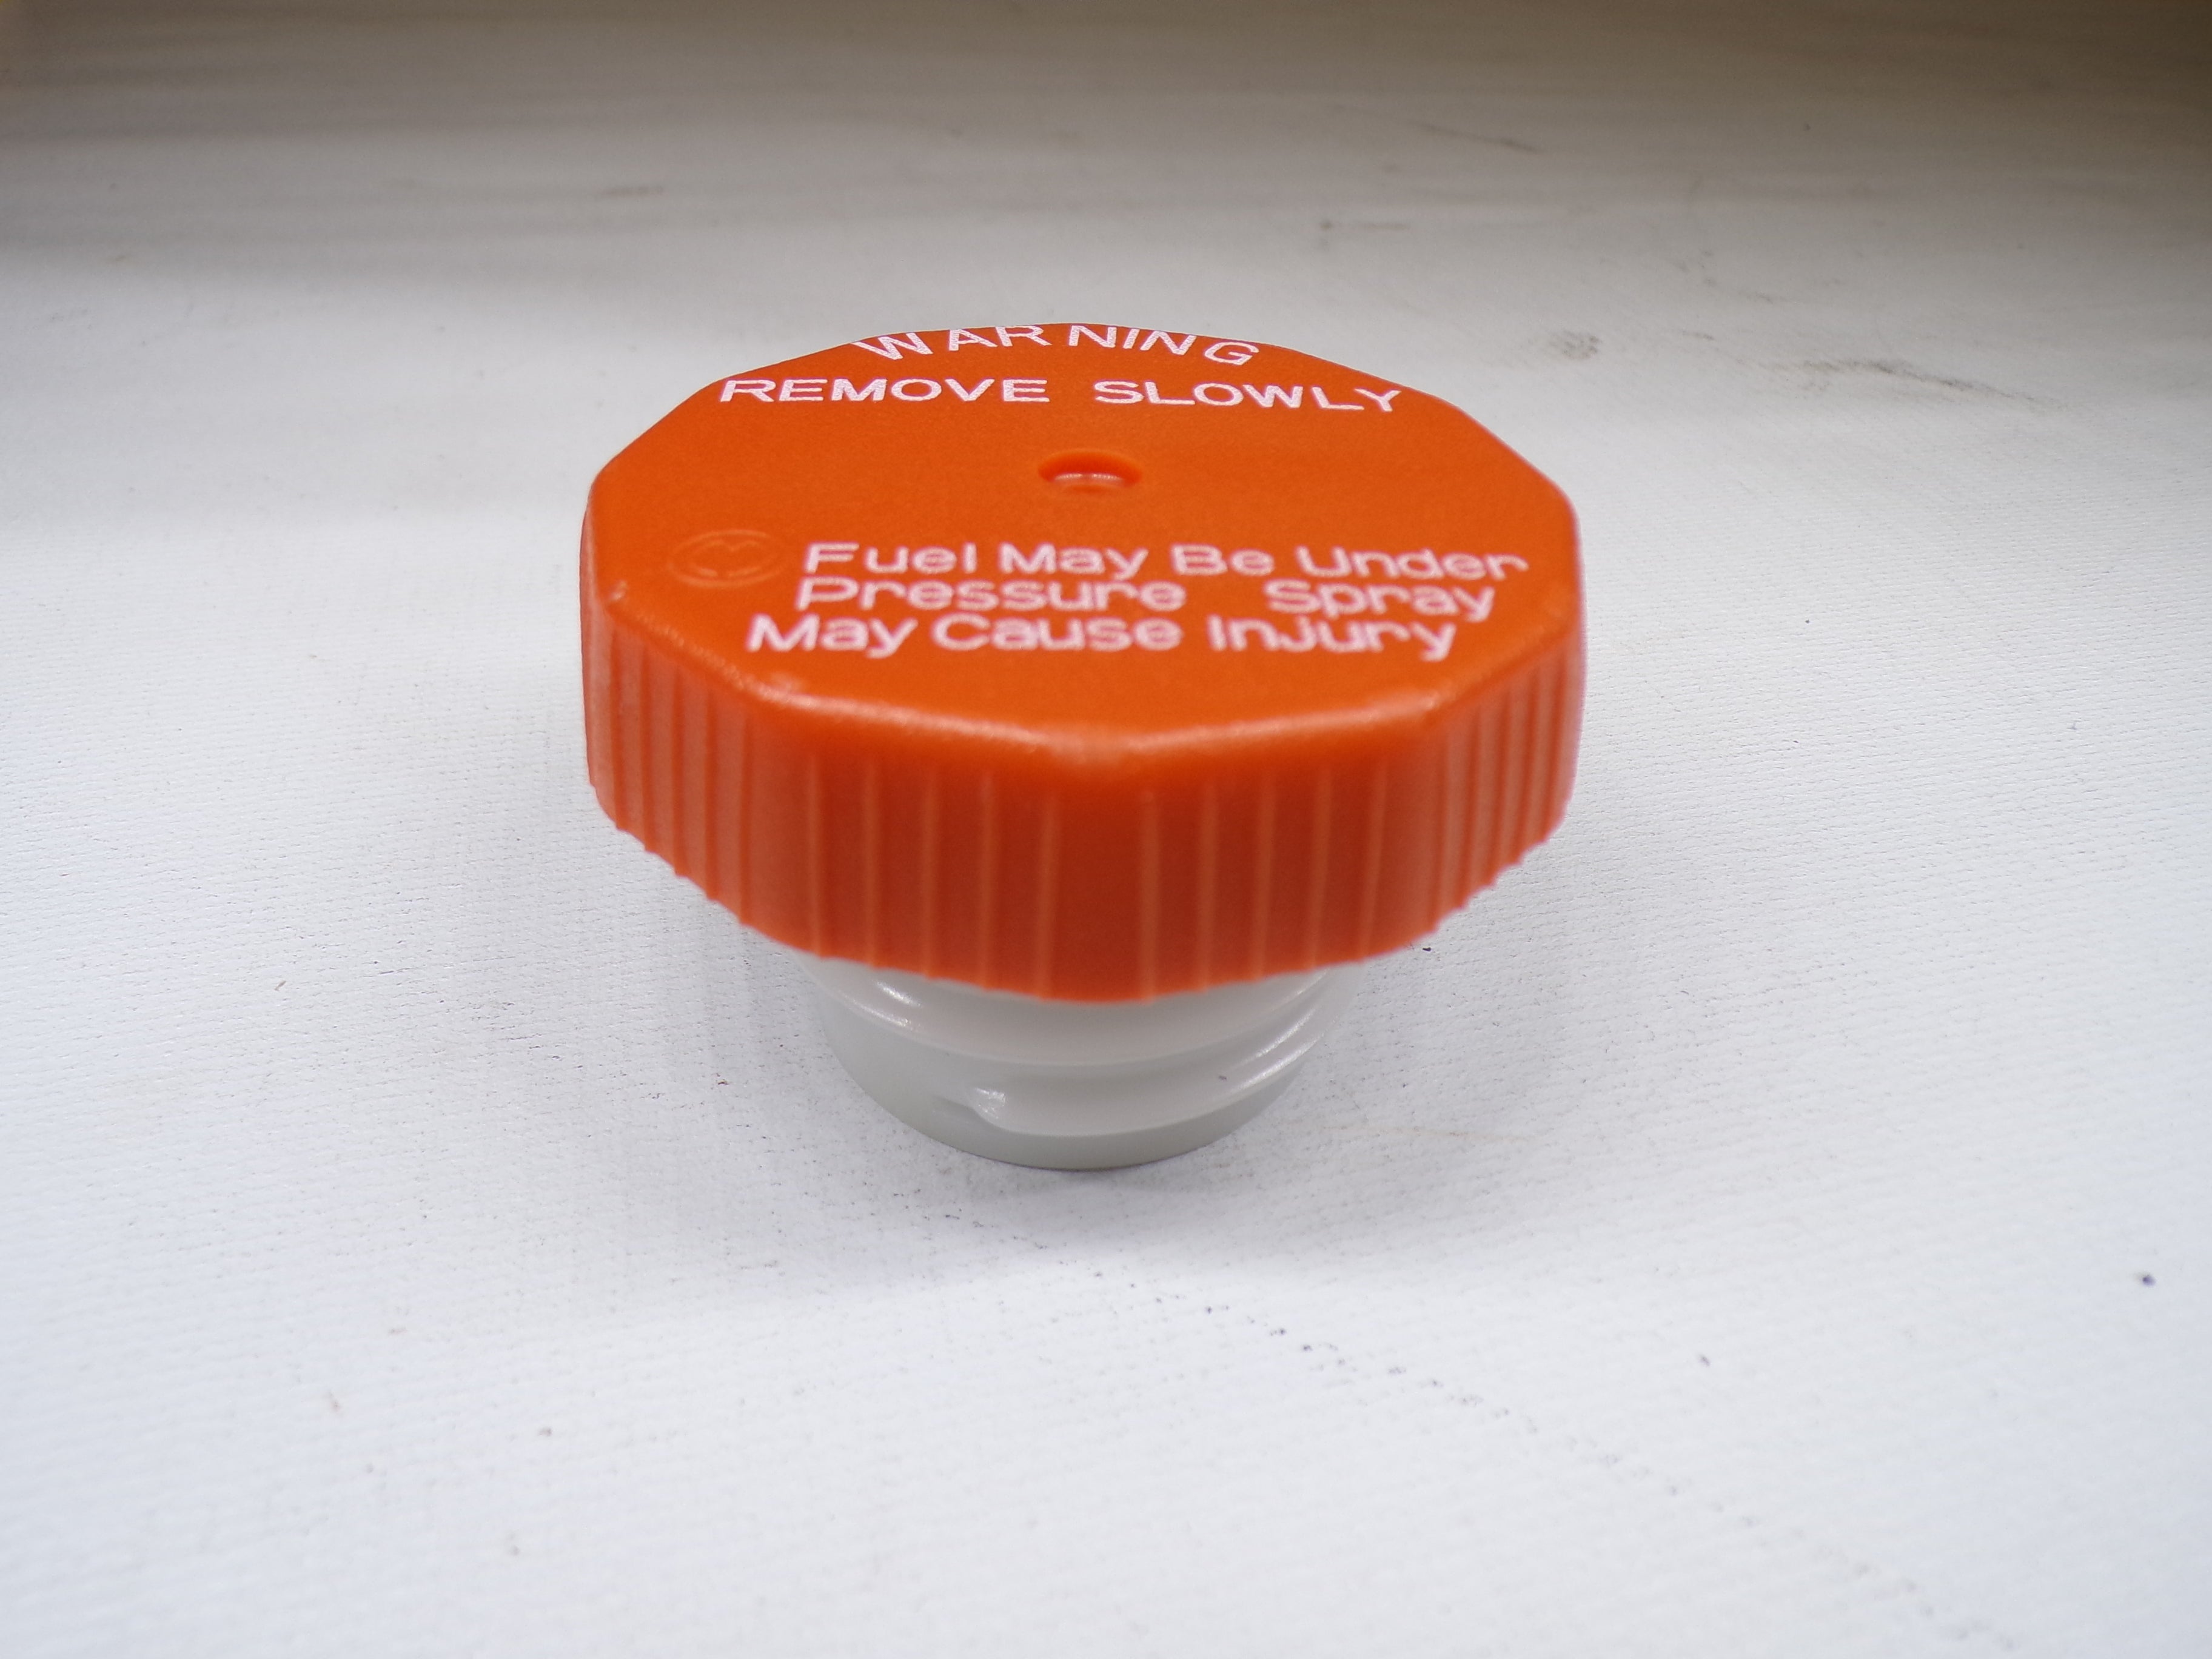 WARNING
REMOVE SLOWLY
Fuel May Be Under
Pressure Spray
May Cause Injury